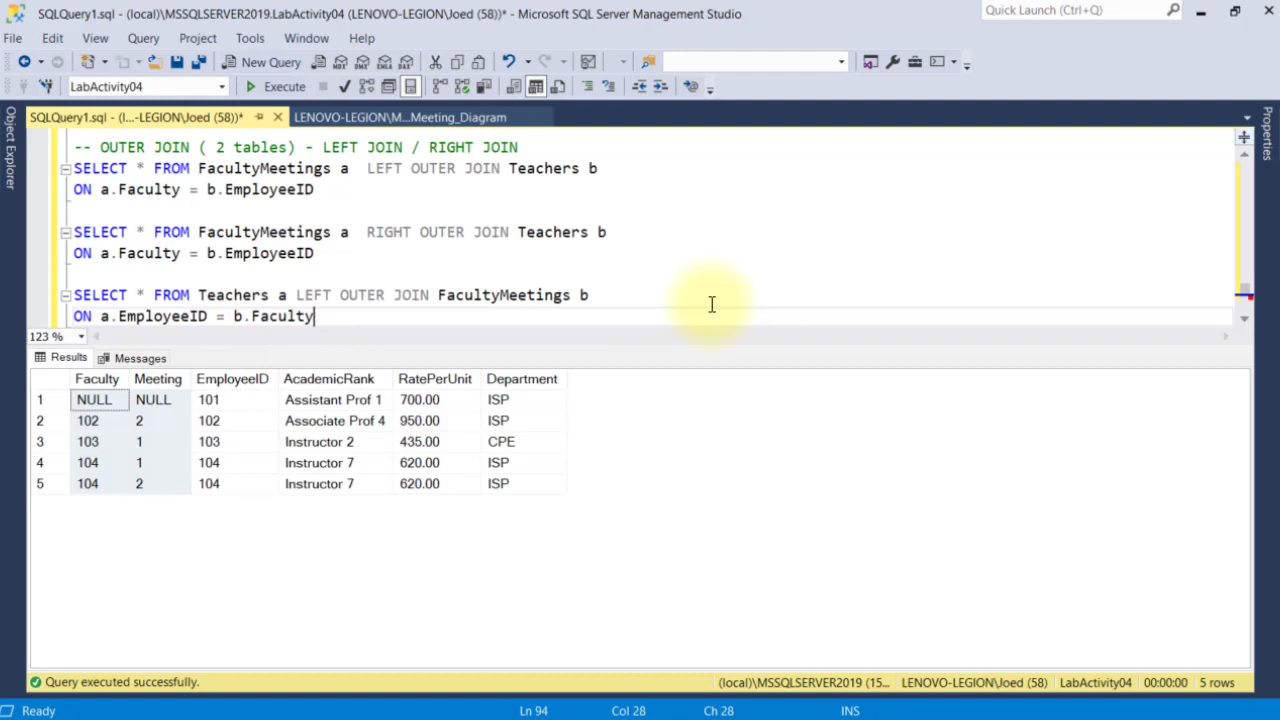 SQLQuery1.sql - (local)\MSSQLSERVER2019.LabActivity04 (LENOVO-LEGION\Joed (58))* - Microsoft SQL Server Management Studio
Quick Launch (Ctrl+Q)
File Edit View Query Project Tools Window Help
New Query
LabActivity04 Execute
SQLQuery1.sql - (l...-LEGION\Joed (58))* LENOVO-LEGION\M...Meeting_Diagram
Object Explorer
Properties
-- OUTER JOIN ( 2 tables) - LEFT JOIN / RIGHT JOIN
SELECT * FROM FacultyMeetings a  LEFT OUTER JOIN Teachers b
ON a.Faculty = b.EmployeeID
SELECT * FROM FacultyMeetings a  RIGHT OUTER JOIN Teachers b
ON a.Faculty = b.EmployeeID
SELECT * FROM Teachers a LEFT OUTER JOIN FacultyMeetings b
ON a.EmployeeID = b.Faculty
123 %
Results Messages
Faculty Meeting EmployeeID AcademicRank RatePerUnit Department
1 NULL NULL 101 Assistant Prof 1 700.00 ISP
2 102 2 102 Associate Prof 4 950.00 ISP
3 103 1 103 Instructor 2 435.00 CPE
4 104 1 104 Instructor 7 620.00 ISP
5 104 2 104 Instructor 7 620.00 ISP
Query executed successfully. (local)\MSSQLSERVER2019 (15... LENOVO-LEGION\Joed (58) LabActivity04 00:00:00 5 rows
Ready Ln 94 Col 28 Ch 28 INS